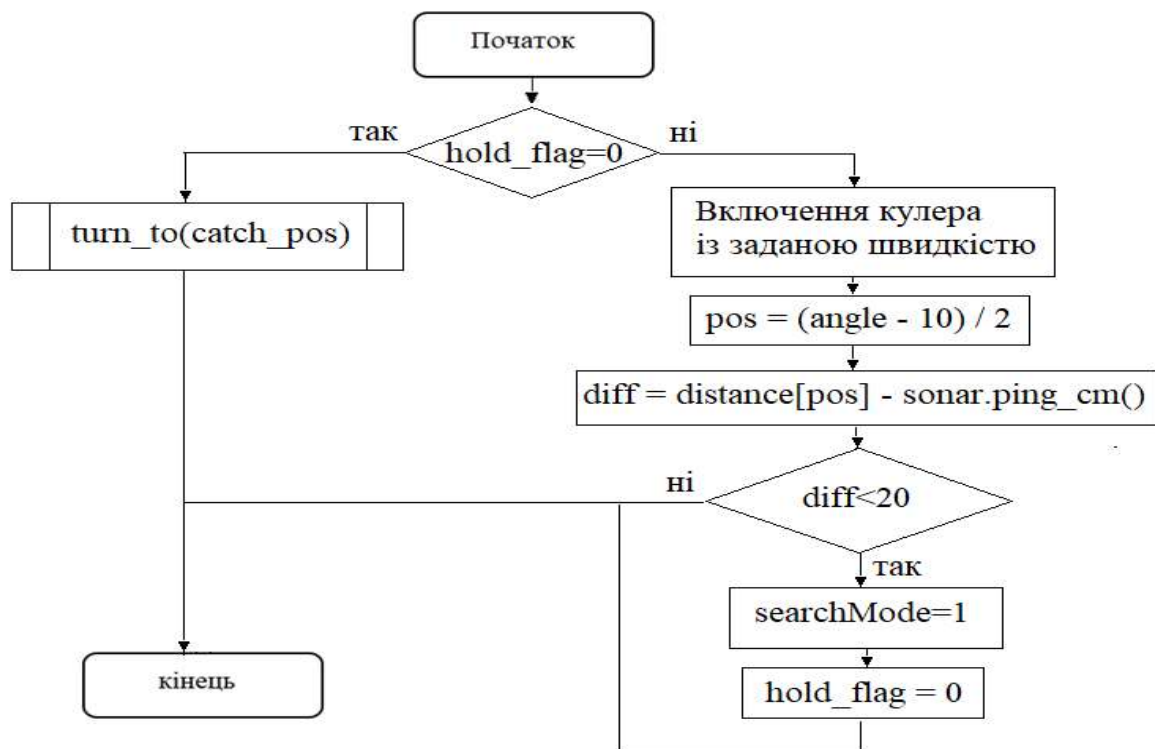 Початок
так
ні
hold_flag=0
turn_to(catch_pos)
Включення кулера
із заданою швидкістю
pos = (angle - 10) / 2
diff = distance[pos] - sonar.ping_cm()
ні
diff<20
так
searchMode=1
кінець
hold_flag = 0